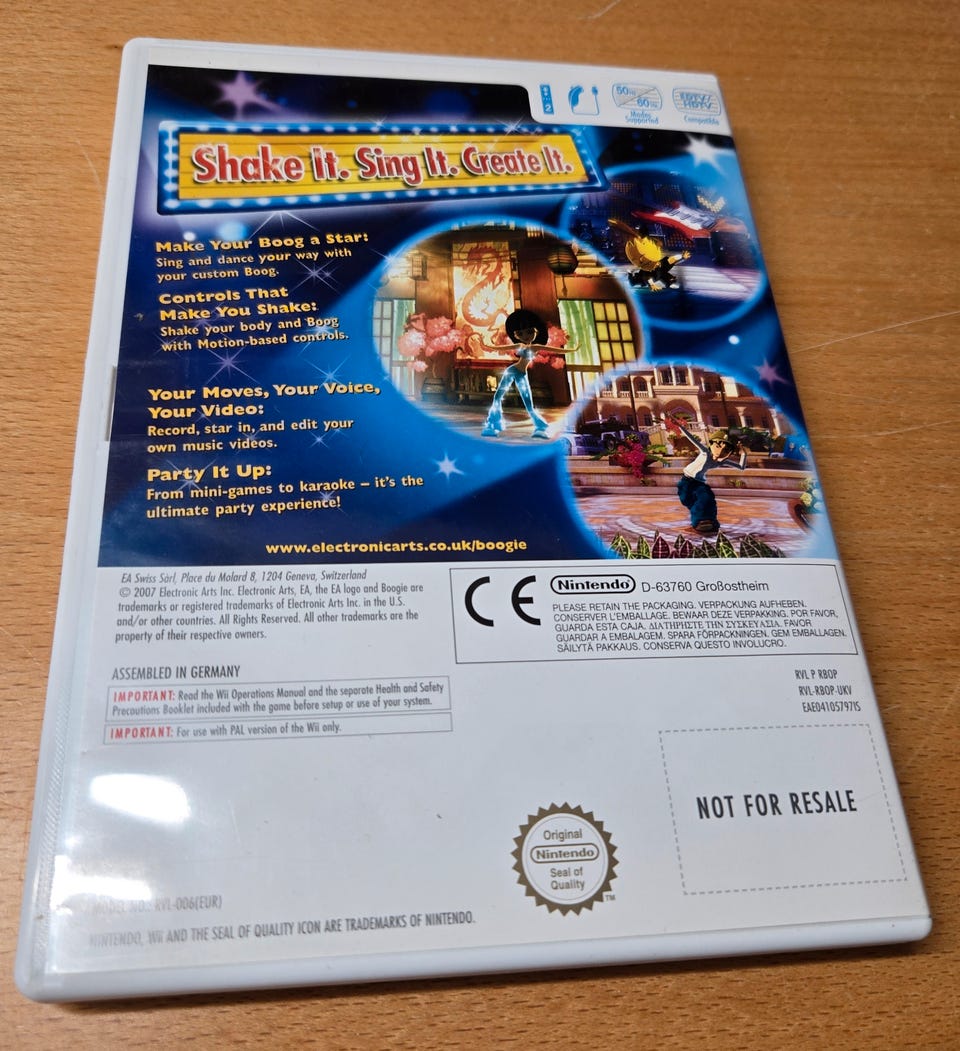 2
50Hz
60Hz
Modes
Supported
EDTV/
HDTV
Compatible
Shake it. Sing It. Create It.
Make Your Boog a Star:
Sing and dance your way with
your custom Boog.
Controls That
Make You Shake:
Shake your body and Boog
with Motion-based controls.
Your Moves, Your Voice,
Your Video:
Record, star in, and edit your
own music videos.
Party It Up:
From mini-games to karaoke – it's the
ultimate party experience!
www.electronicarts.co.uk/boogie
EA Swiss Sàrl, Place du Molard 8, 1204 Geneva, Switzerland
© 2007 Electronic Arts Inc. Electronic Arts, EA, the EA logo and Boogie are
trademarks or registered trademarks of Electronic Arts Inc. in the U.S.
and/or other countries. All Rights Reserved. All other trademarks are the
property of their respective owners.
CE Nintendo D-63760 Großostheim
PLEASE RETAIN THE PACKAGING. VERPACKUNG AUFHEBEN.
CONSERVER L'EMBALLAGE. BEWAAR DEZE VERPAKKING. POR FAVOR,
GUARDA ESTA CAJA. ΔΙΑΤΗΡΗΣΤΕ ΤΗΝ ΣΥΣΚΕΥΑΣΙΑ. FAVOR
GUARDAR A EMBALAGEM. SPARA FÖRPACKNINGEN. GEM EMBALLAGEN.
SÄILYTÄ PAKKAUS. CONSERVA QUESTO INVOLUCRO.
ASSEMBLED IN GERMANY
IMPORTANT: Read the Wii Operations Manual and the separate Health and Safety
Precautions Booklet included with the game before setup or use of your system.
IMPORTANT: For use with PAL version of the Wii only.
RVL P RBOP
RVL-RBOP-UKV
EAE04105797IS
NOT FOR RESALE
Original
Nintendo
Seal of
Quality
TM
MODEL NO.: RVL-006(EUR)
NINTENDO, Wii AND THE SEAL OF QUALITY ICON ARE TRADEMARKS OF NINTENDO.